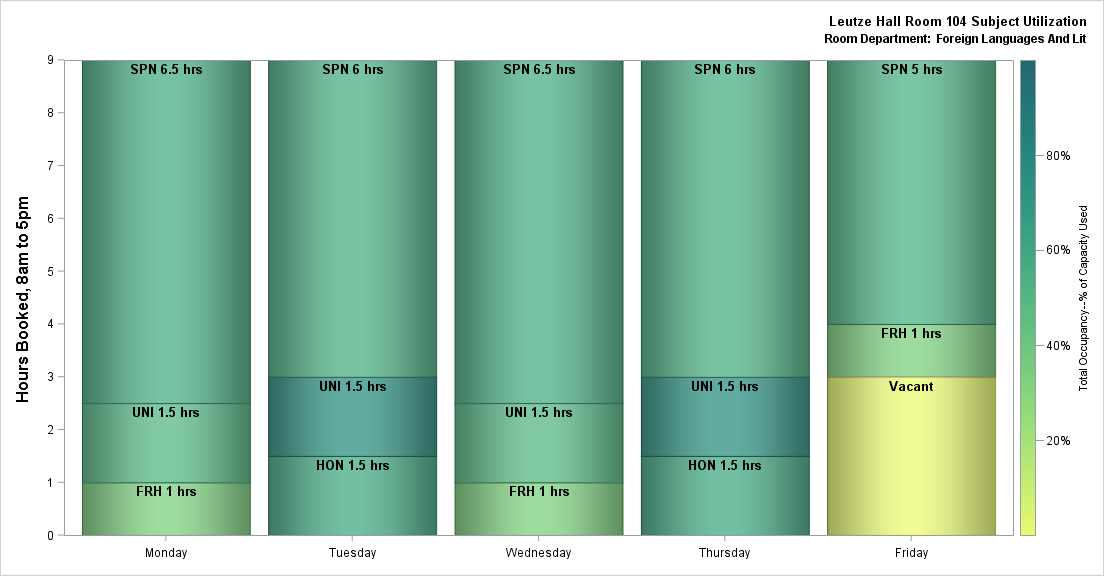 Leutze Hall Room 104 Subject Utilization
Room Department: Foreign Languages And Lit
Hours Booked, 8am to 5pm
9
8
7
6
5
4
3
2
1
0
SPN 6.5 hrs
UNI 1.5 hrs
FRH 1 hrs
SPN 6 hrs
UNI 1.5 hrs
HON 1.5 hrs
SPN 6.5 hrs
UNI 1.5 hrs
FRH 1 hrs
SPN 6 hrs
UNI 1.5 hrs
HON 1.5 hrs
SPN 5 hrs
FRH 1 hrs
Vacant
Monday
Tuesday
Wednesday
Thursday
Friday
80%
60%
40%
20%
Total Occupancy--% of Capacity Used